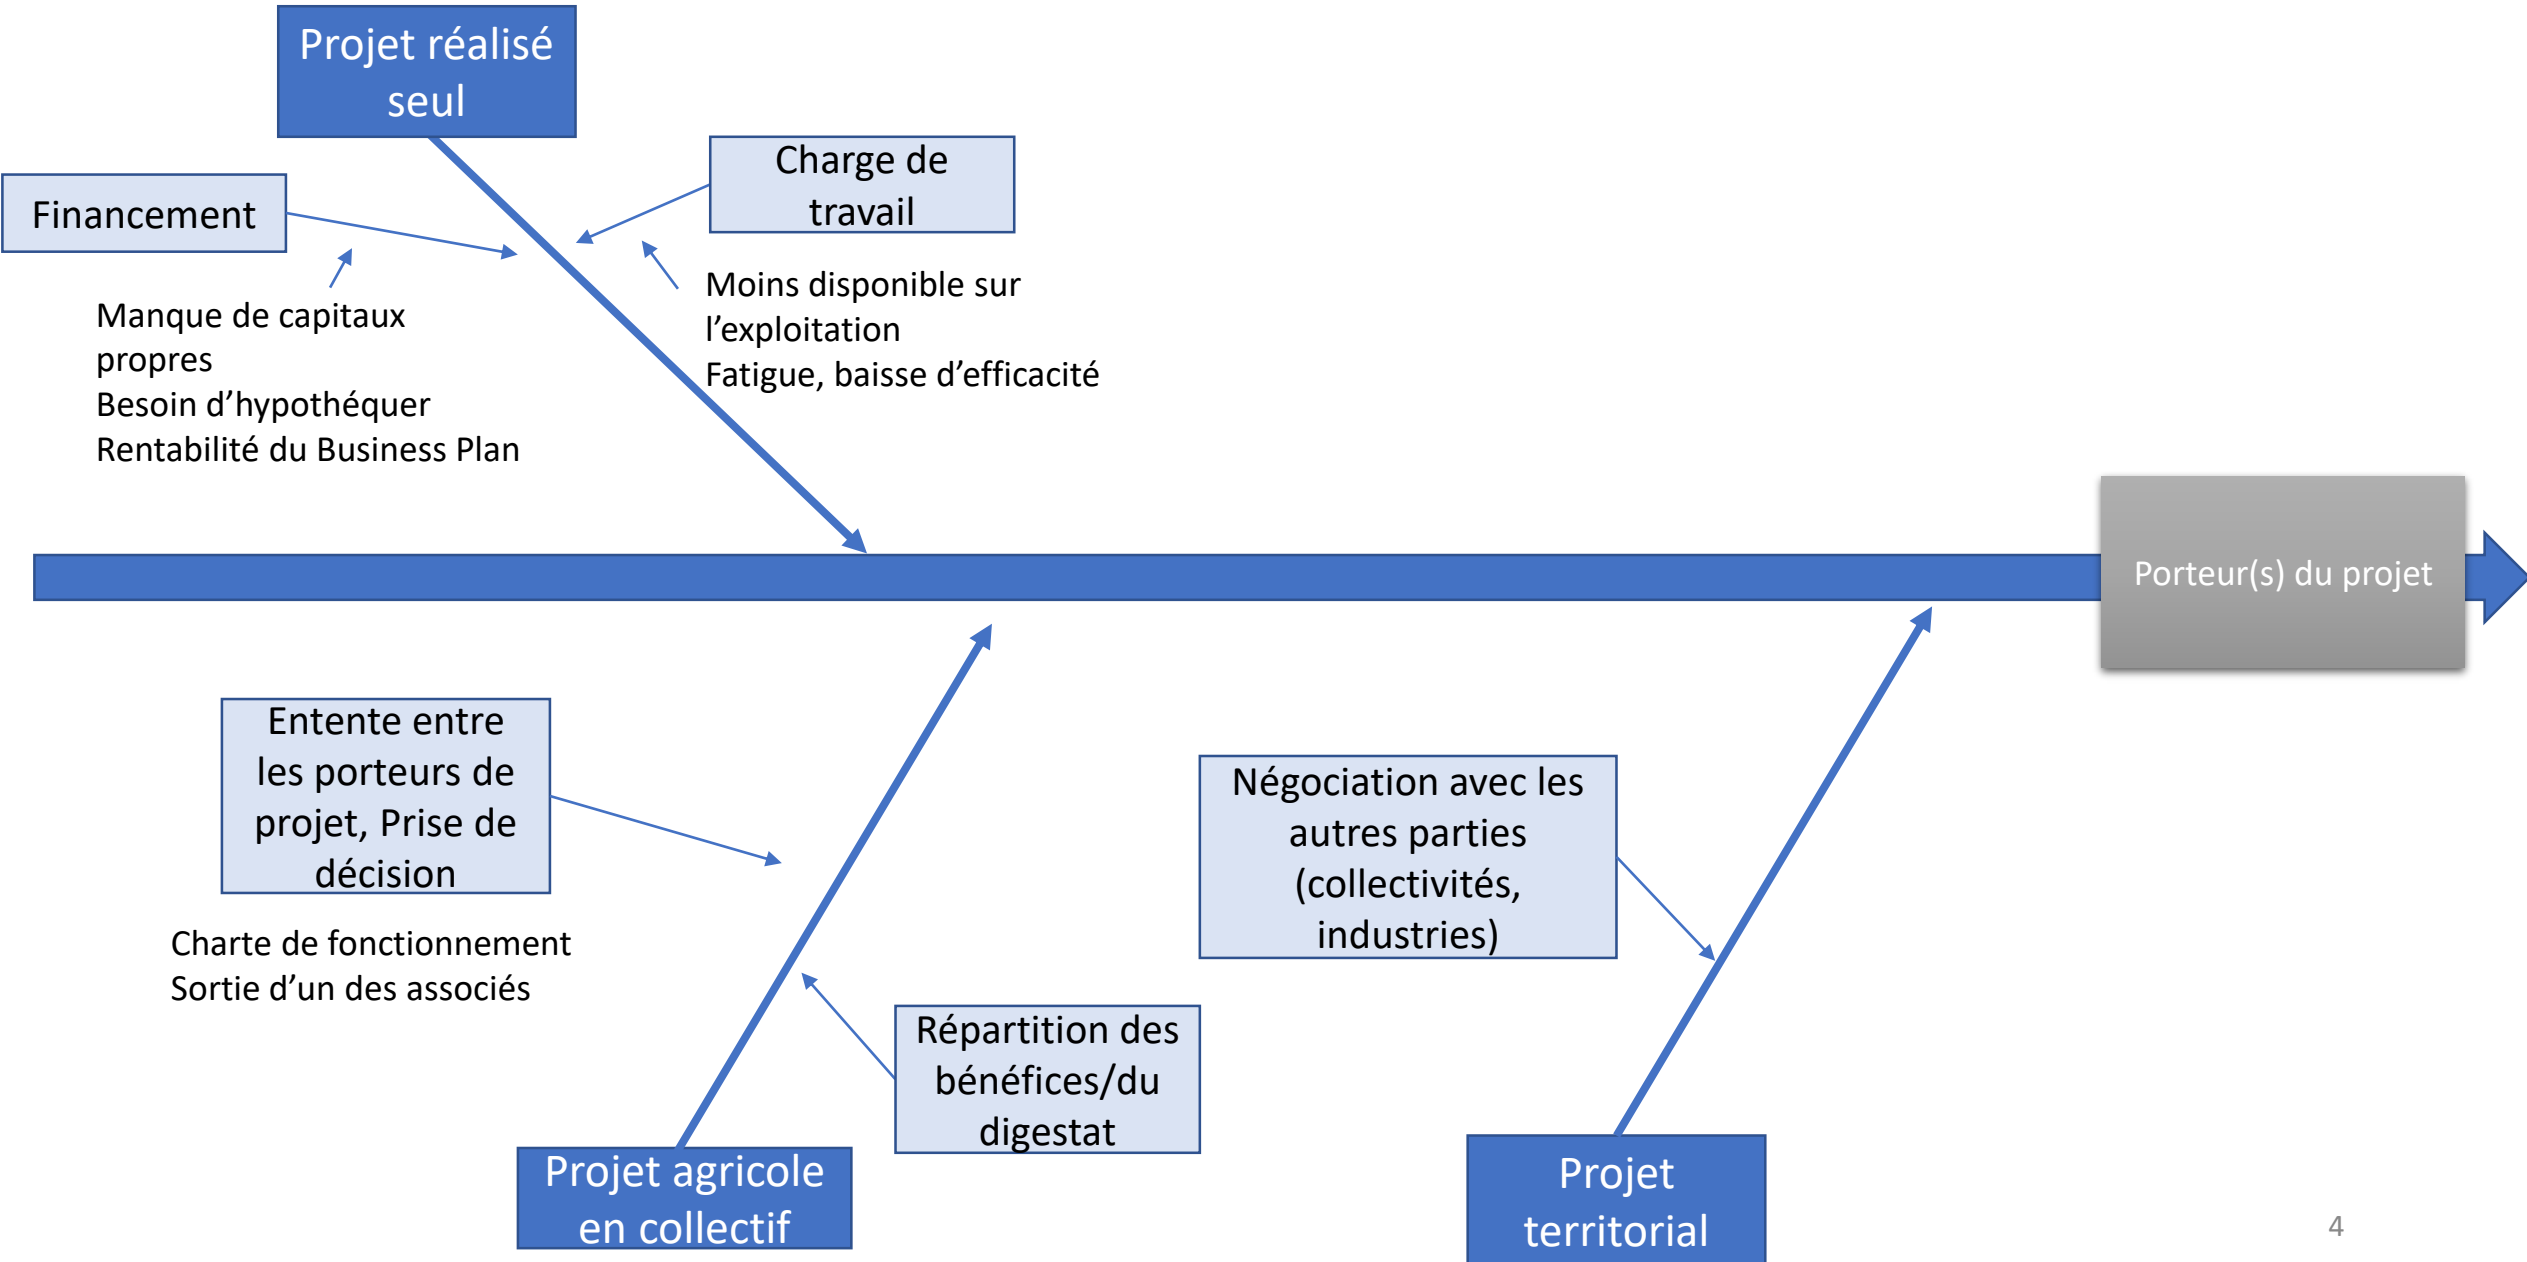 Projet réalisé
seul
Charge de
travail
Financement
Moins disponible sur
l’exploitation
Fatigue, baisse d’efficacité
Manque de capitaux
propres
Besoin d’hypothéquer
Rentabilité du Business Plan
Porteur(s) du projet
Entente entre
les porteurs de
projet, Prise de
décision
Charte de fonctionnement
Sortie d’un des associés
Négociation avec les
autres parties
(collectivités,
industries)
Répartition des
bénéfices/du
digestat
Projet agricole
en collectif
Projet
territorial
4